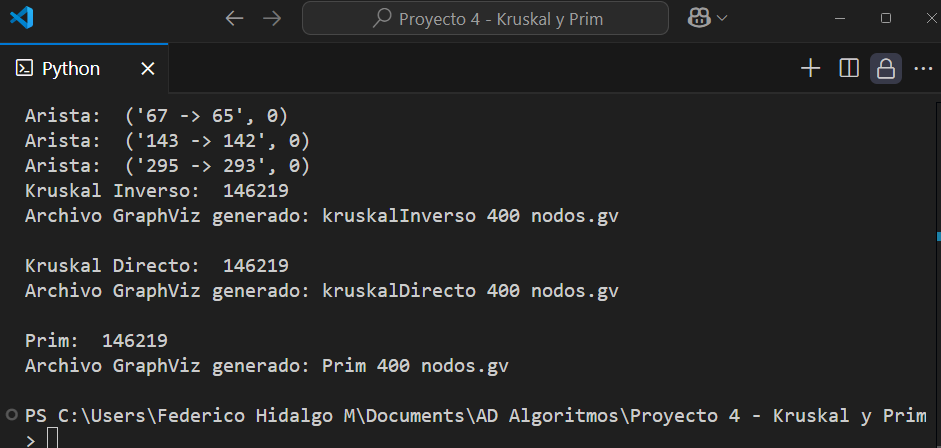 Proyecto 4 - Kruskal y Prim
Python
Arista:  ('67 -> 65', 0)
Arista:  ('143 -> 142', 0)
Arista:  ('295 -> 293', 0)
Kruskal Inverso:  146219
Archivo GraphViz generado: kruskalInverso 400 nodos.gv
Kruskal Directo:  146219
Archivo GraphViz generado: kruskalDirecto 400 nodos.gv
Prim:  146219
Archivo GraphViz generado: Prim 400 nodos.gv
PS C:\Users\Federico Hidalgo M\Documents\AD Algoritmos\Proyecto 4 - Kruskal y Prim
>